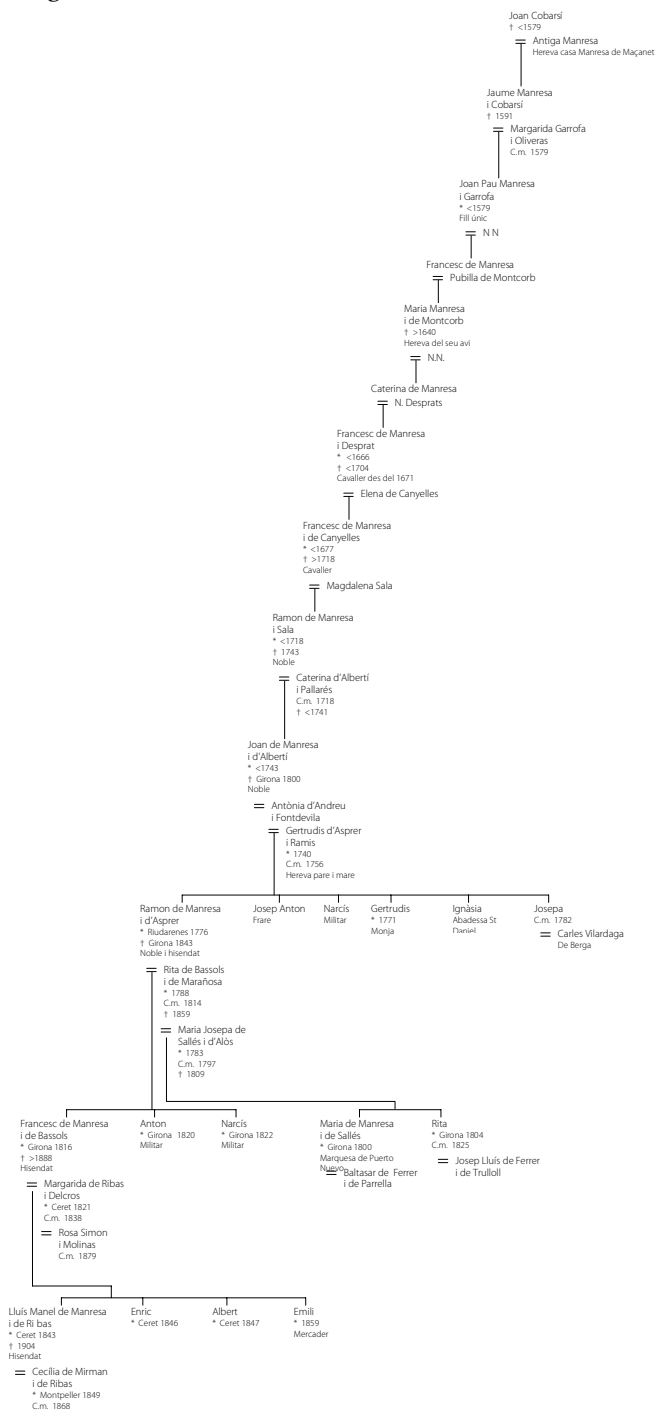 Joan Cobarsí
† <1579
= Antiga Manresa
Hereva casa Manresa de Maçanet
Jaume Manresa
i Cobarsí
† 1591
= Margarida Garrofa
i Oliveras
C.m. 1579
Joan Pau Manresa
i Garrofa
* <1579
Fill únic
= N N
Francesc de Manresa
= Pubilla de Montcorb
Maria Manresa
i de Montcorb
† >1640
Hereva del seu avi
= N.N.
Caterina de Manresa
= N. Desprats
Francesc de Manresa
i Desprat
* <1666
† <1704
Cavaller des del 1671
= Elena de Canyelles
Francesc de Manresa
i de Canyelles
* <1677
† >1718
Cavaller
= Magdalena Sala
Ramon de Manresa
i Sala
* <1718
† 1743
Noble
= Caterina d'Albertí
i Pallarés
C.m. 1718
† <1741
Joan de Manresa
i d'Albertí
* <1743
† Girona 1800
Noble
= Antònia d'Andreu
i Fontdevila
= Gertrudis d'Asprer
i Ramis
* 1740
C.m. 1756
Hereva pare i mare
Ramon de Manresa
i d'Asprer
* Riudarenes 1776
† Girona 1843
Noble i hisendat
Josep Anton
Frare
Narcís
Militar
Gertrudis
* 1771
Monja
Ignàsia
Abadessa St
Daniel
Josepa
C.m. 1782
= Carles Vilardaga
De Berga
= Rita de Bassols
i de Marañosa
* 1788
C.m. 1814
† 1859
= Maria Josepa de
Sallés i d'Alòs
* 1783
C.m. 1797
† 1809
Francesc de Manresa
i de Bassols
* Girona 1816
† >1888
Hisendat
Anton
* Girona 1820
Militar
Narcís
* Girona 1822
Militar
Maria de Manresa
i de Sallés
* Girona 1800
Marquesa de Puerto
Nuevo
= Baltasar de Ferrer
i de Parrella
Rita
* Girona 1804
C.m. 1825
= Josep Lluís de Ferrer
i de Trulloll
= Margarida de Ribas
i Delcros
* Ceret 1821
C.m. 1838
= Rosa Simon
i Molinas
C.m. 1879
Lluís Manel de Manresa
i de Ri bas
* Ceret 1843
† 1904
Hisendat
Enric
* Ceret 1846
Albert
* Ceret 1847
Emili
* 1859
Mercader
= Cecília de Mirman
i de Ribas
* Montpeller 1849
C.m. 1868